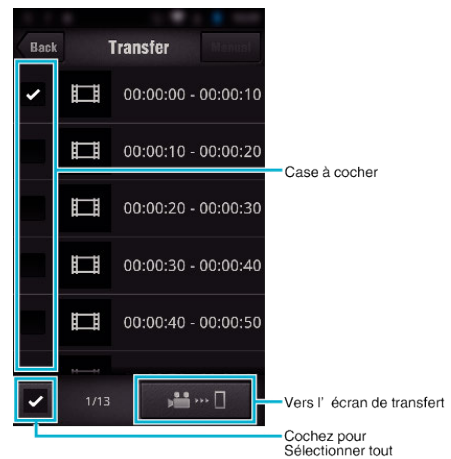 Back Transfer Manual
00:00:00 - 00:00:10
00:00:10 - 00:00:20
Case à cocher
00:00:20 - 00:00:30
00:00:30 - 00:00:40
00:00:40 - 00:00:50
1/13
Vers l’ écran de transfert
Cochez pour
Sélectionner tout